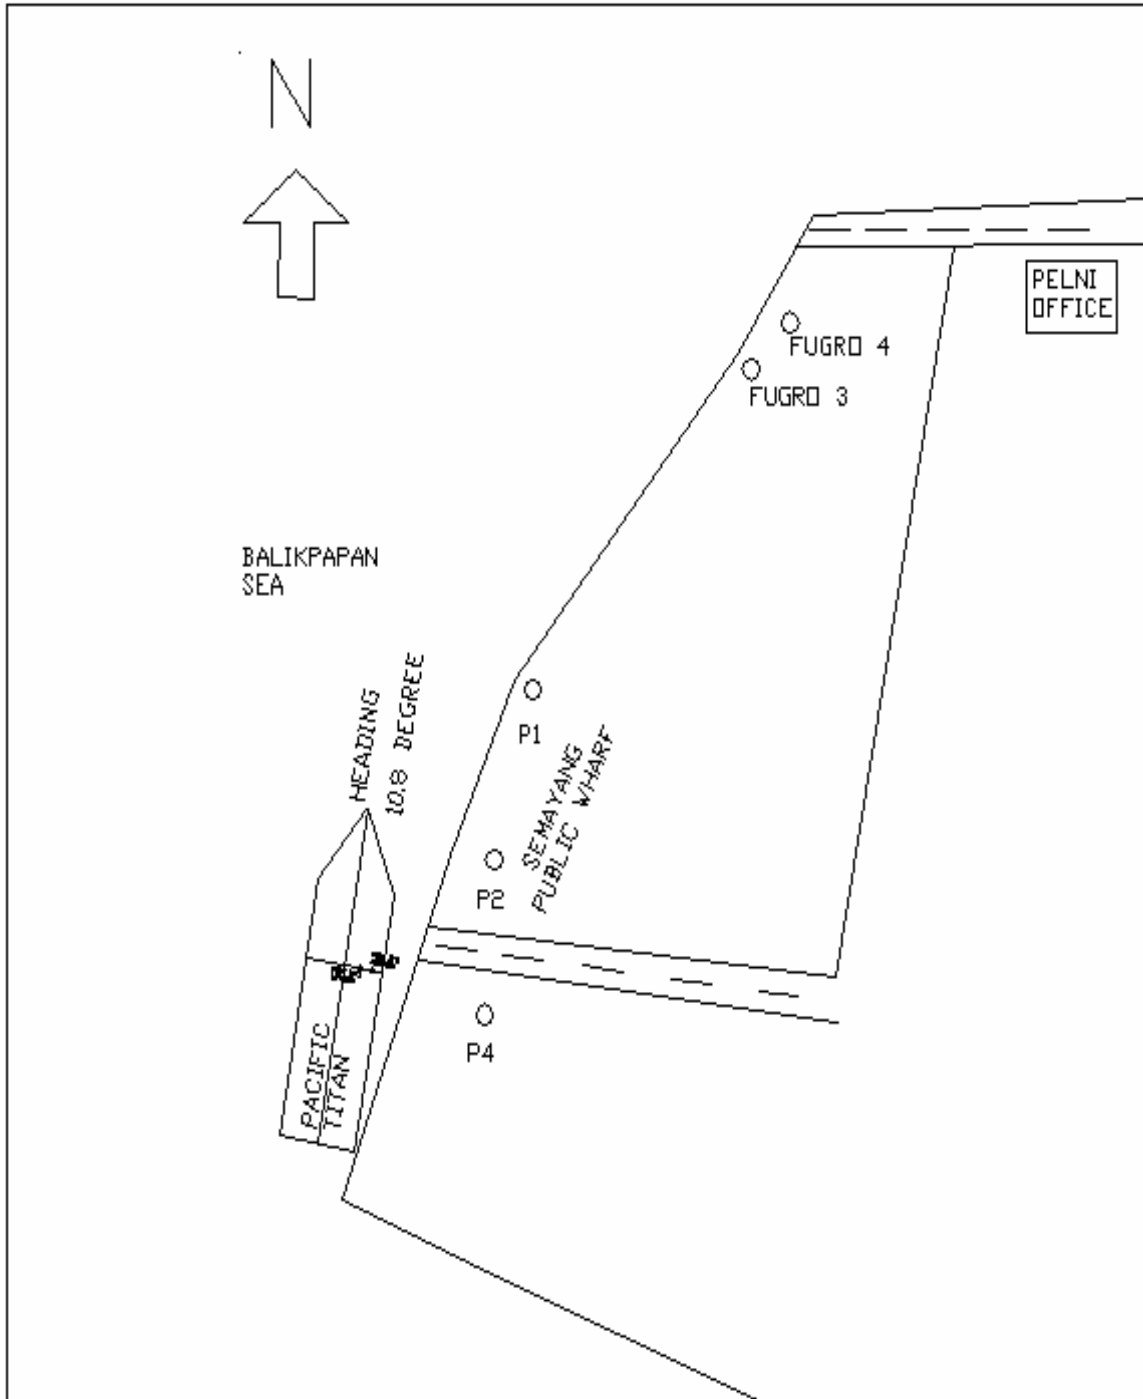 N
PELNI
OFFICE
FUGRO 4
FUGRO 3
BALIKPAPAN
SEA
HEADING
10.8 DEGREE
P1
SEMAYANG
PUBLIC WHARF
P2
P4
PACIFIC
TITAN